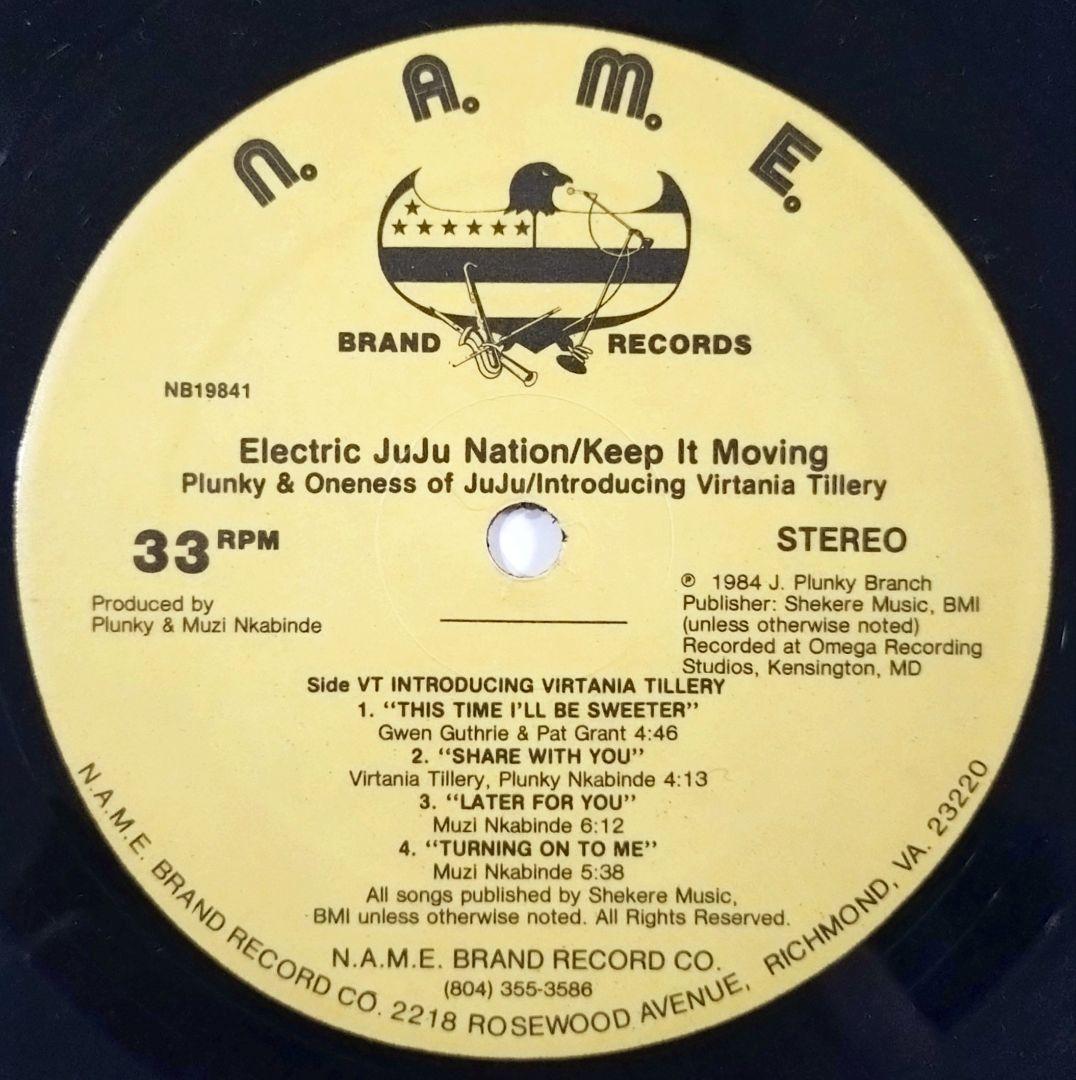 N. A. M. E.
BRAND RECORDS
NB19841
Electric JuJu Nation/Keep It Moving
Plunky & Oneness of JuJu/Introducing Virtania Tillery
33 RPM
STEREO
Produced by
Plunky & Muzi Nkabinde
℗ 1984 J. Plunky Branch
Publisher: Shekere Music, BMI
(unless otherwise noted)
Recorded at Omega Recording
Studios, Kensington, MD
Side VT INTRODUCING VIRTANIA TILLERY
1. "THIS TIME I'LL BE SWEETER"
Gwen Guthrie & Pat Grant 4:46
2. "SHARE WITH YOU"
Virtania Tillery, Plunky Nkabinde 4:13
3. "LATER FOR YOU"
Muzi Nkabinde 6:12
4. "TURNING ON TO ME"
Muzi Nkabinde 5:38
All songs published by Shekere Music,
BMI unless otherwise noted. All Rights Reserved.
N.A.M.E. BRAND RECORD CO.
(804) 355-3586
N.A.M.E. BRAND RECORD CO. 2218 ROSEWOOD AVENUE, RICHMOND, VA. 23220